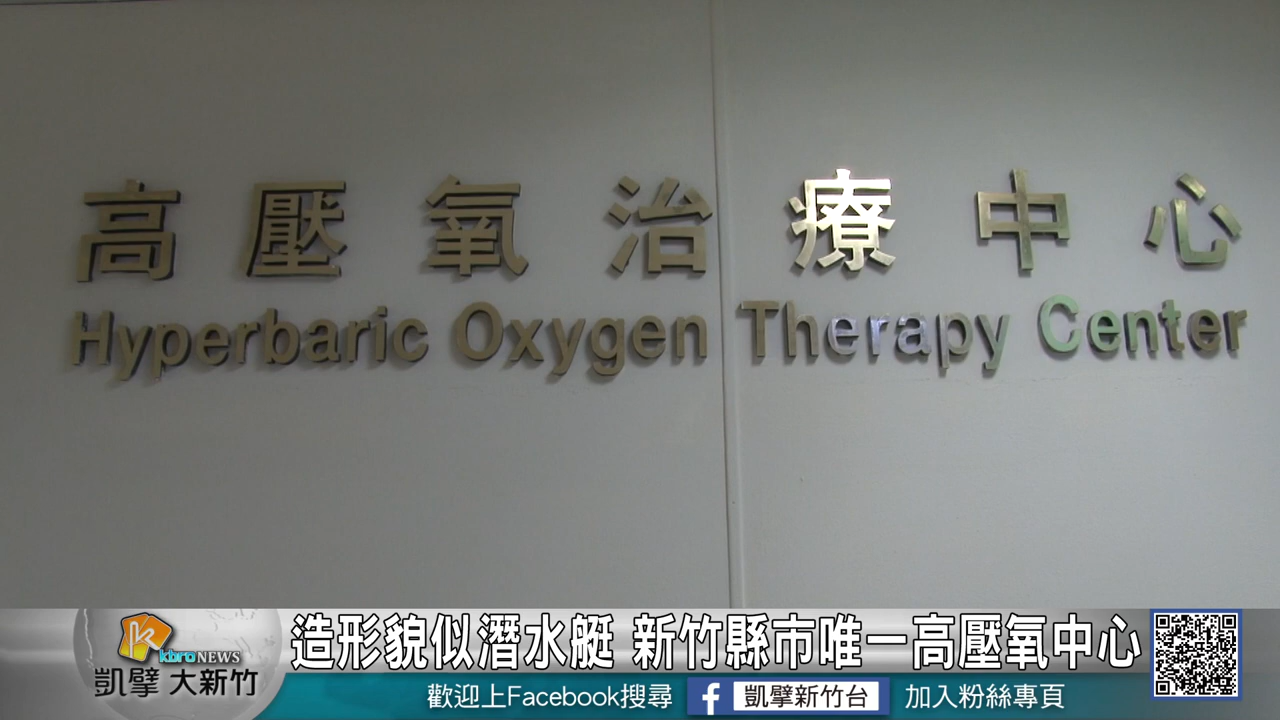 高壓氧治療中心
Hyperbaric Oxygen Therapy Center
造形貌似潛水艇 新竹縣市唯一高壓氧中心
kbro NEWS
凱擘 大新竹
歡迎上Facebook搜尋 f 凱擘新竹台 加入粉絲專頁